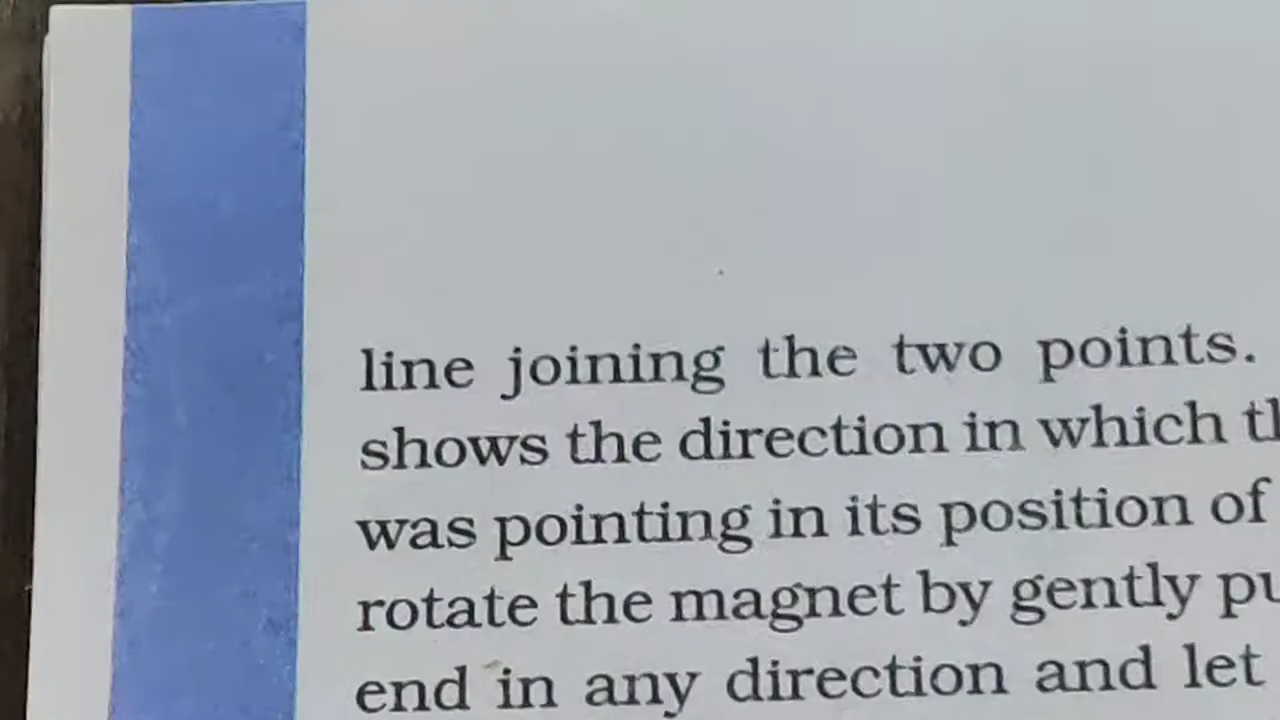 line joining the two points.
shows the direction in which
was pointing in its position of
rotate the magnet by gently
end in any direction and let